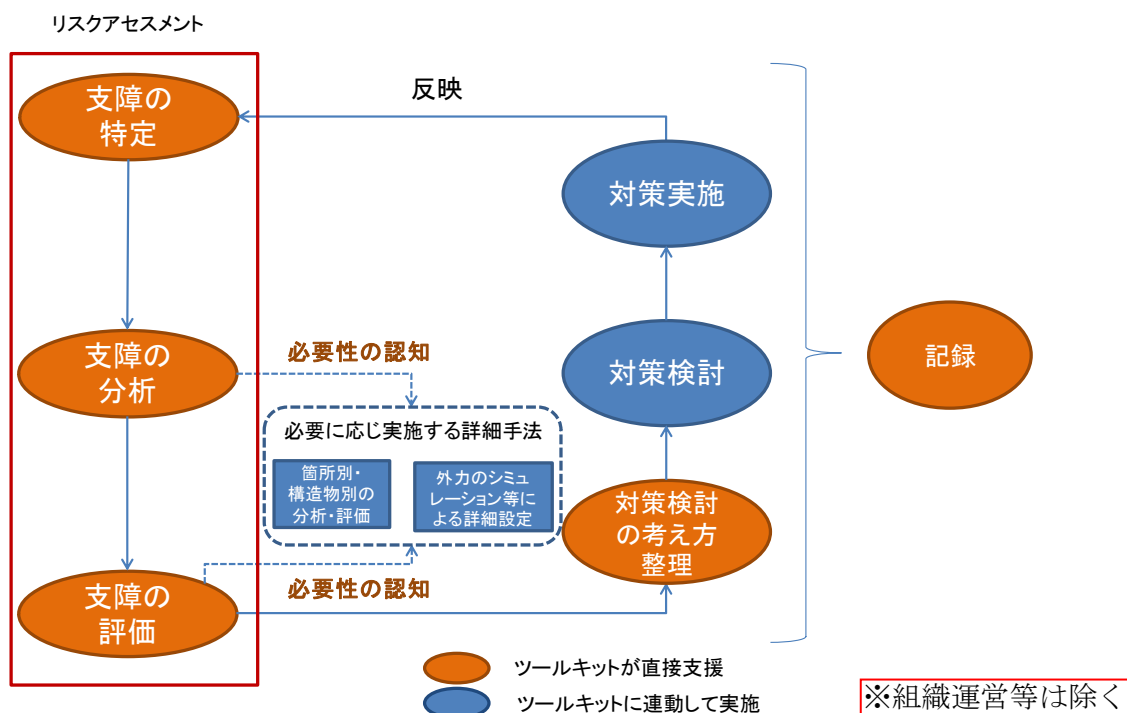 リスクアセスメント
支障の
特定
反映
対策実施
支障の
分析
必要性の認知
対策検討
記録
必要に応じ実施する詳細手法
箇所別・
構造物別の
分析・評価
外力のシミュ
レーション等に
よる詳細設定
対策検討
の考え方
整理
支障の
評価
必要性の認知
ツールキットが直接支援
ツールキットに連動して実施
※組織運営等は除く